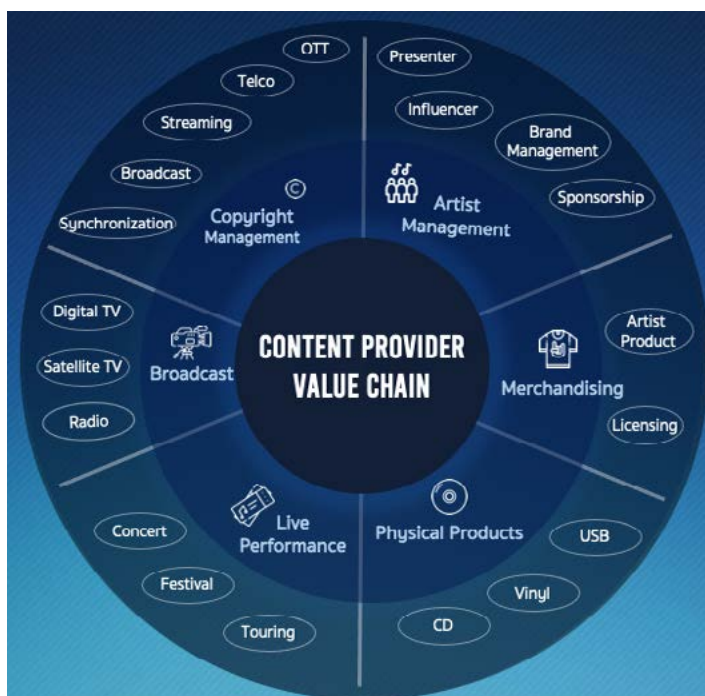 OTT
Telco
Streaming
Broadcast
Synchronization
©
Copyright
Management
Presenter
Influencer
Brand
Management
Sponsorship
Artist
Management
Digital TV
Satellite TV
Radio
Broadcast
CONTENT PROVIDER
VALUE CHAIN
Artist
Product
Licensing
Merchandising
Live
Performance
Concert
Festival
Touring
Physical Products
USB
Vinyl
CD